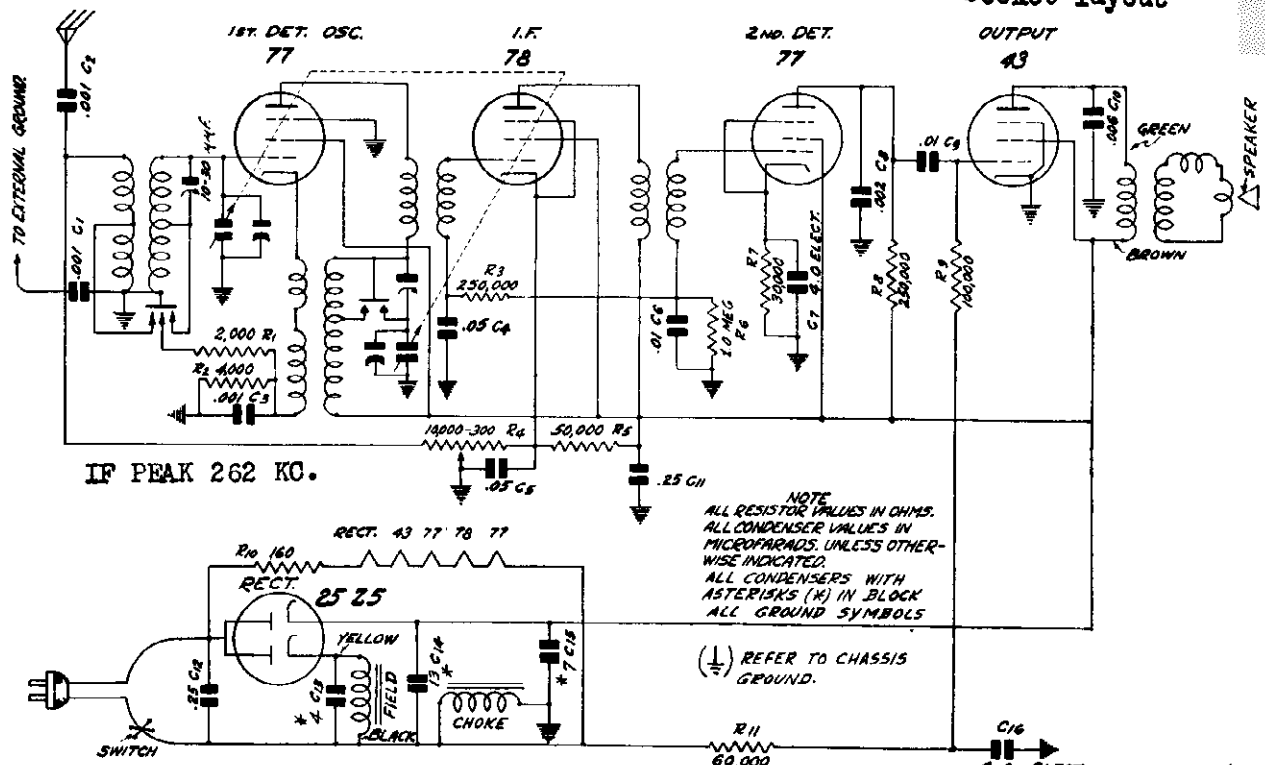 1ST. DET. OSC.
77
I.F.
78
2ND. DET.
77
OUTPUT
43
.001 C2
TO EXTERNAL GROUND.
.001 C1
10-30 MMF.
2,000 R1
R2 4,000
.001 C3
R3
250,000
.05 C4
10,000-300 R4
50,000 R5
.05 C5
.25 C11
.01 C6
1.0 MEG
R6
R7
30,000
4.0 ELECT.
C7
.002 C8
R8
250,000
.01 C9
R9
100,000
.006 C10
GREEN
BROWN
SPEAKER
IF PEAK 262 KC.
NOTE
ALL RESISTOR VALUES IN OHMS.
ALL CONDENSER VALUES IN
MICROFARADS. UNLESS OTHER-
WISE INDICATED.
ALL CONDENSERS WITH
ASTERISKS (*) IN BLOCK
ALL GROUND SYMBOLS
( ) REFER TO CHASSIS
GROUND.
RECT. 43 77 78 77
R10 160
RECT.
25 Z5
YELLOW
.25 C12
* 4 C13
FIELD
BLACK
13 C14
*
CHOKE
* 7 C15
SWITCH
R11
60,000
C16